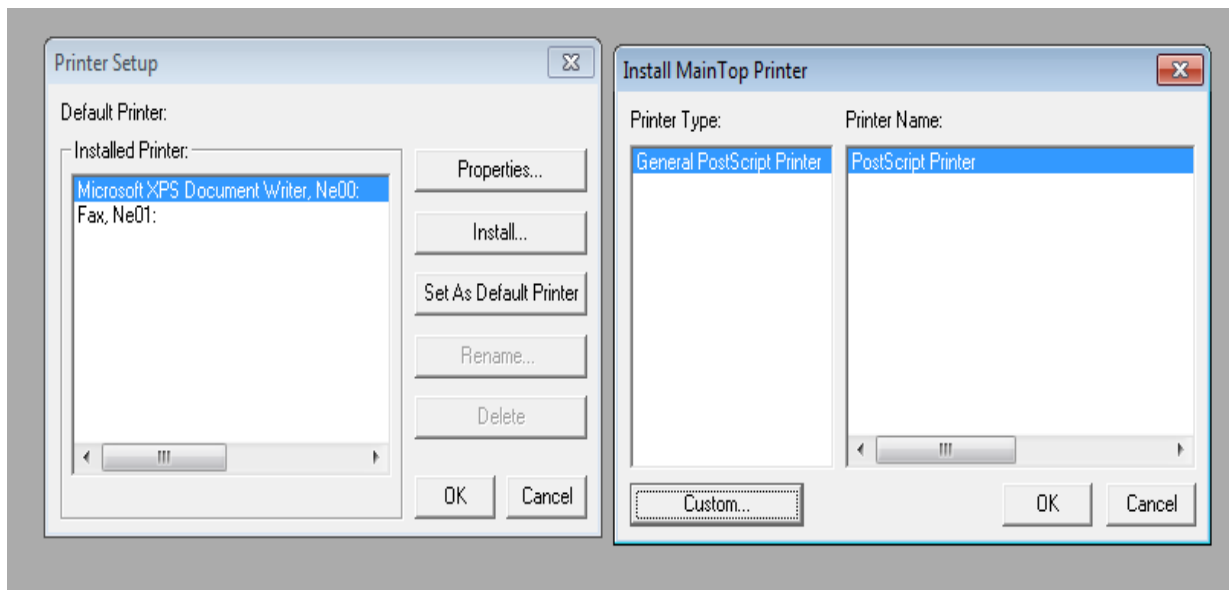 Printer Setup
Default Printer:
Installed Printer:
Microsoft XPS Document Writer, Ne00:
Fax, Ne01:
Properties...
Install...
Set As Default Printer
Rename...
Delete
OK
Cancel
Install MainTop Printer
Printer Type:
Printer Name:
General PostScript Printer
PostScript Printer
Custom...
OK
Cancel